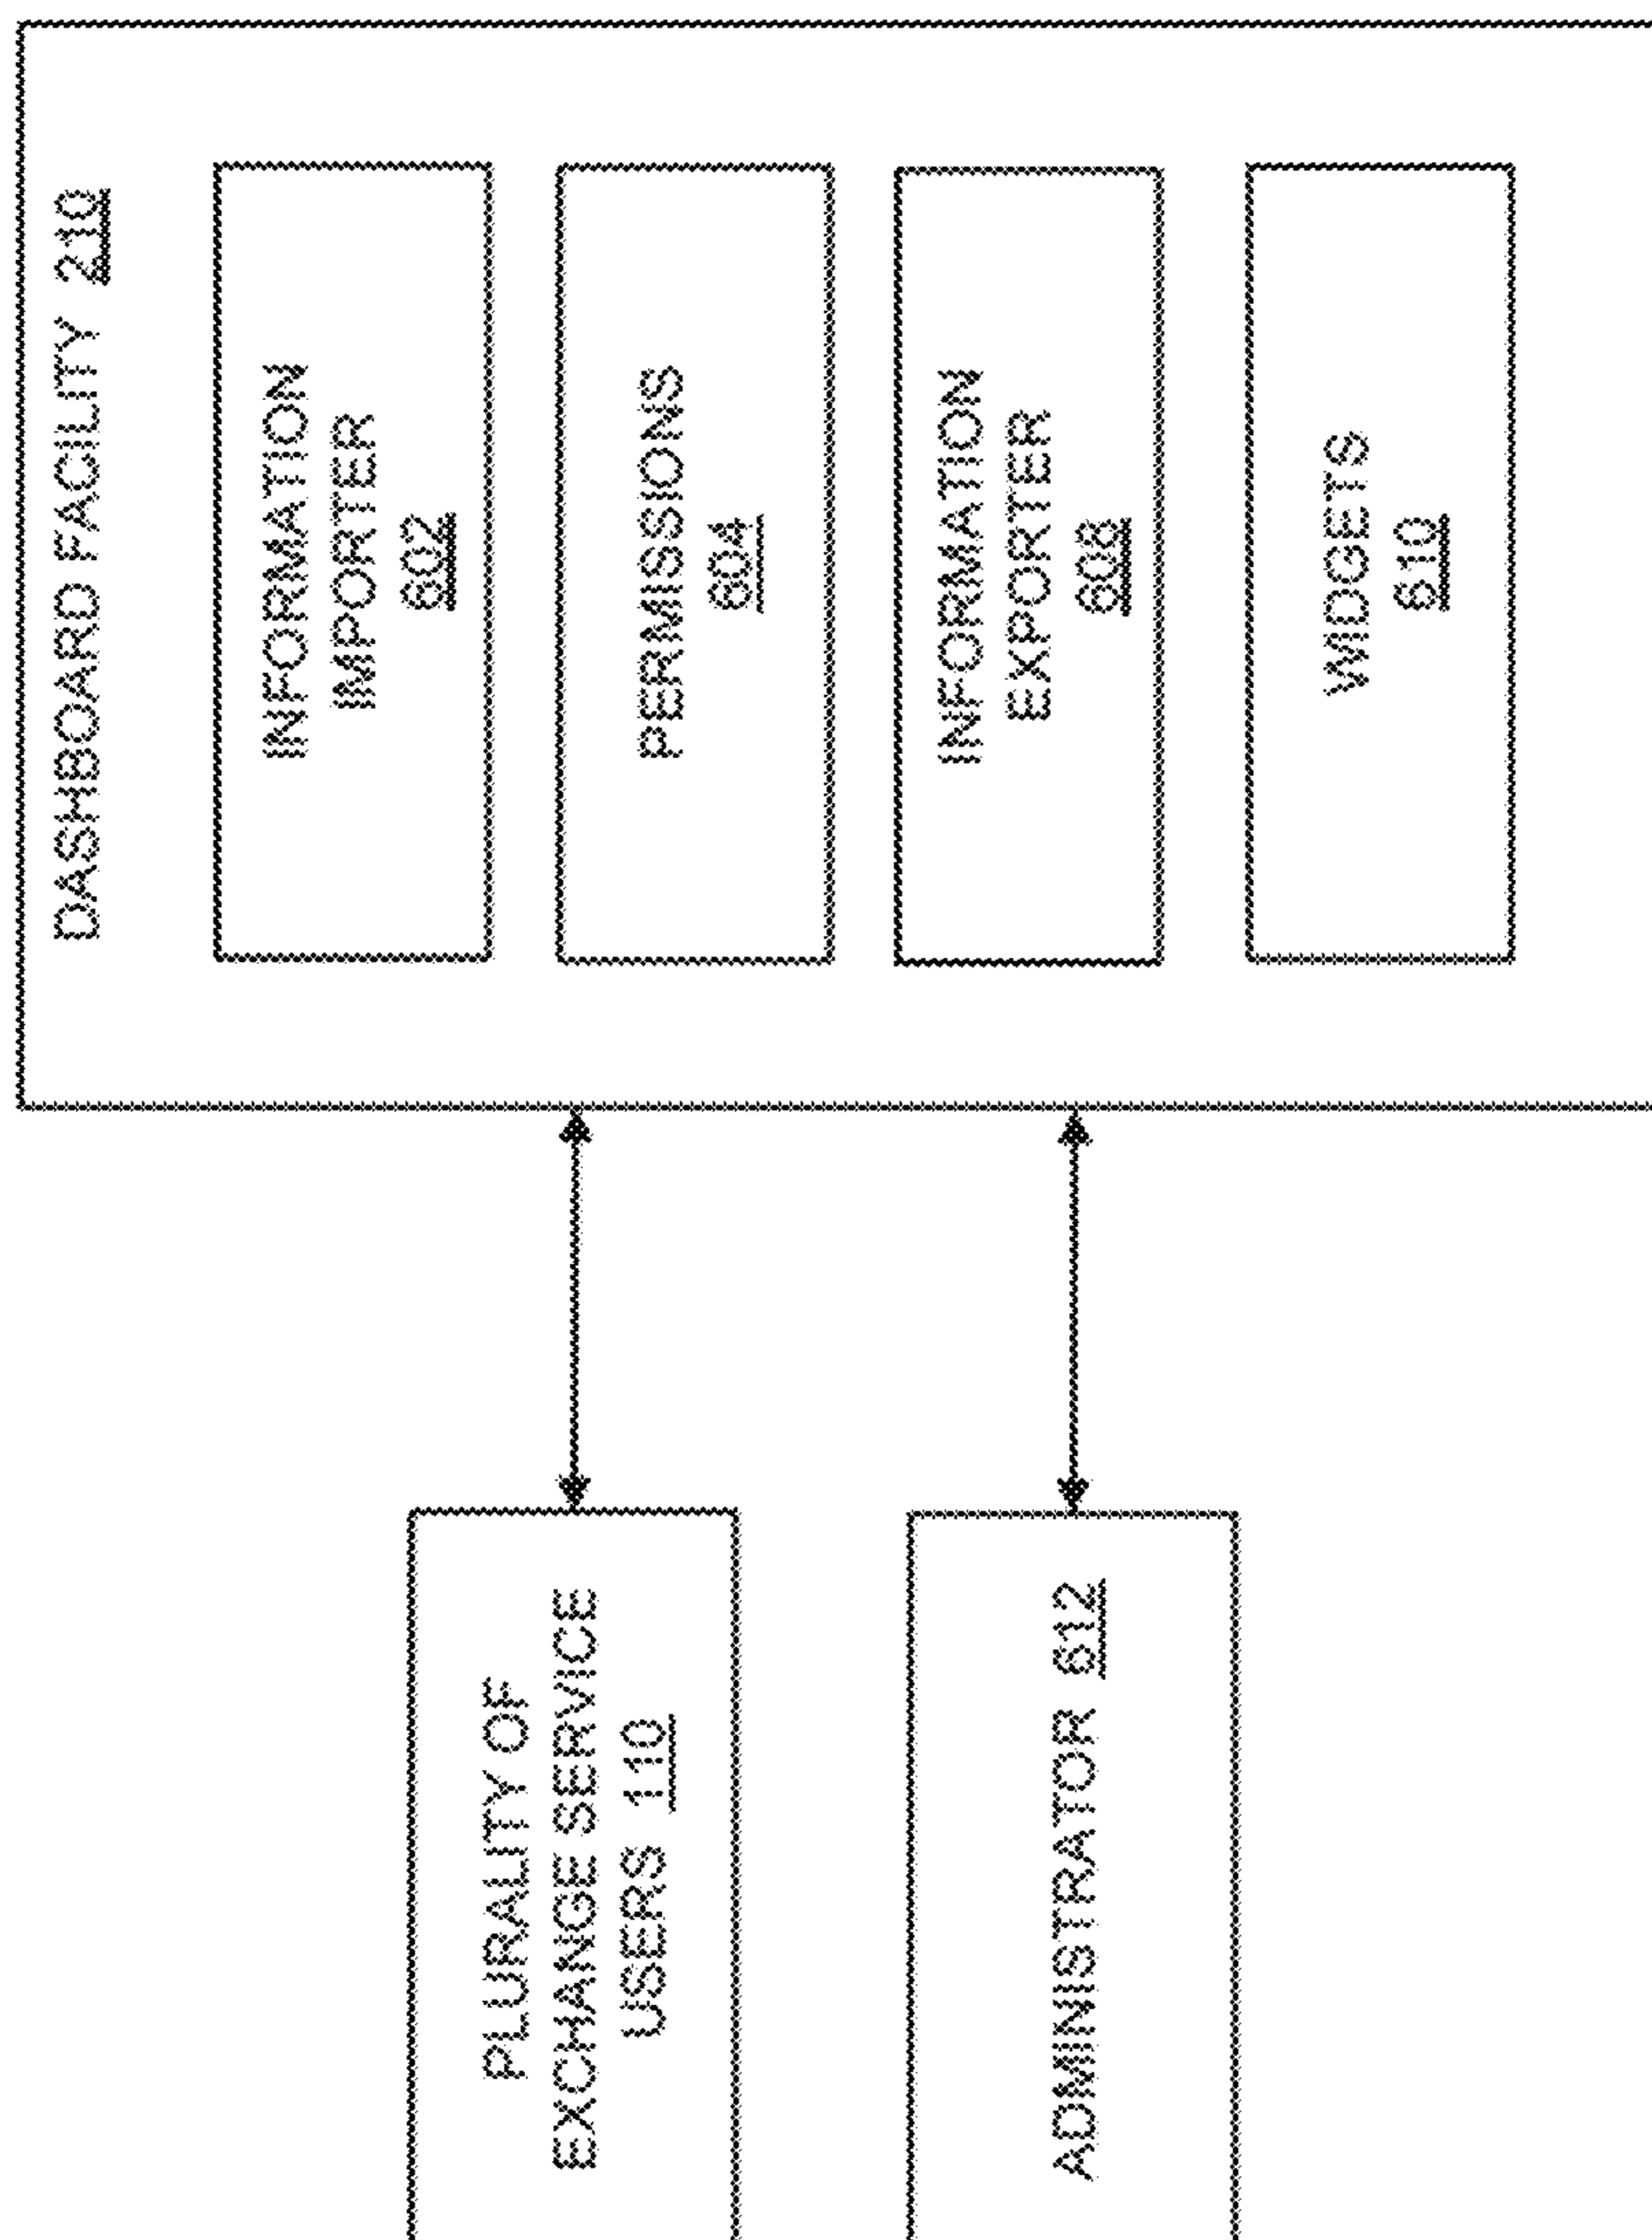 DASHBOARD FACILITY 210
INFORMATION
IMPORTER
602
PERMISSIONS
604
INFORMATION
EXPORTER
608
WIDGETS
610
PLURALITY OF
EXCHANGE SERVICE
USERS 110
ADMINISTRATOR 612